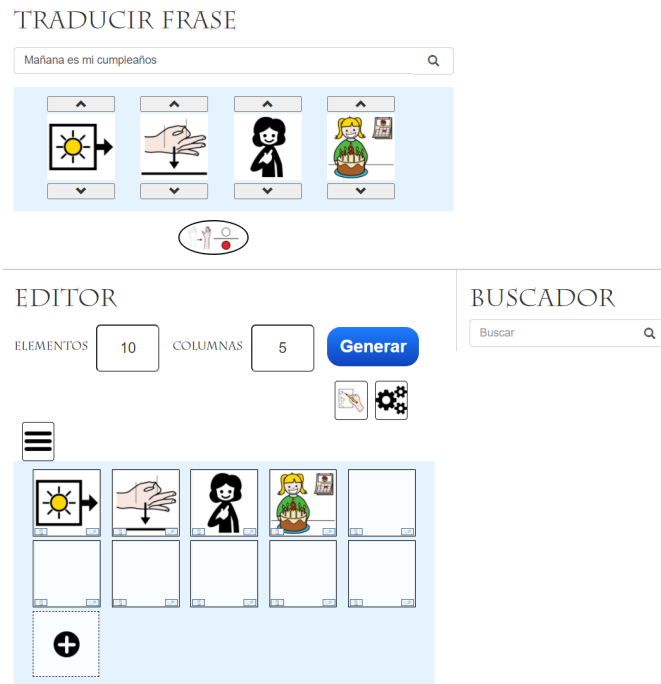 TRADUCIR FRASE
Mañana es mi cumpleaños
EDITOR
BUSCADOR
ELEMENTOS 10 COLUMNAS 5 Generar
Buscar